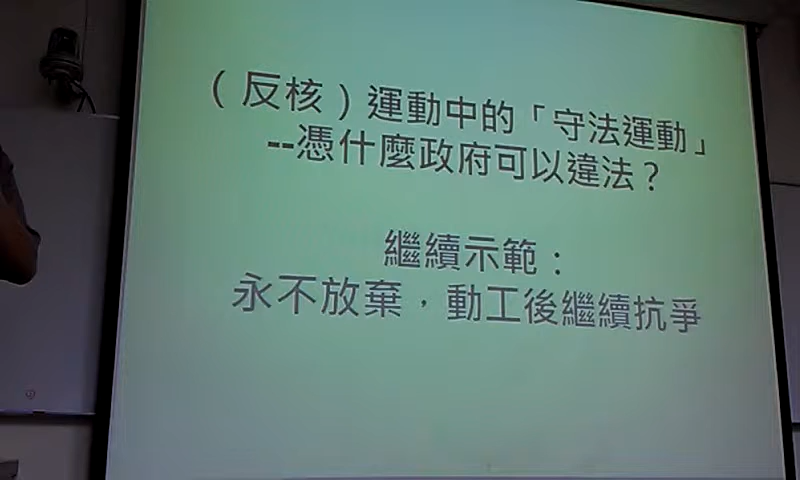 （反核）運動中的「守法運動」
--憑什麼政府可以違法？
繼續示範：
永不放棄，動工後繼續抗爭